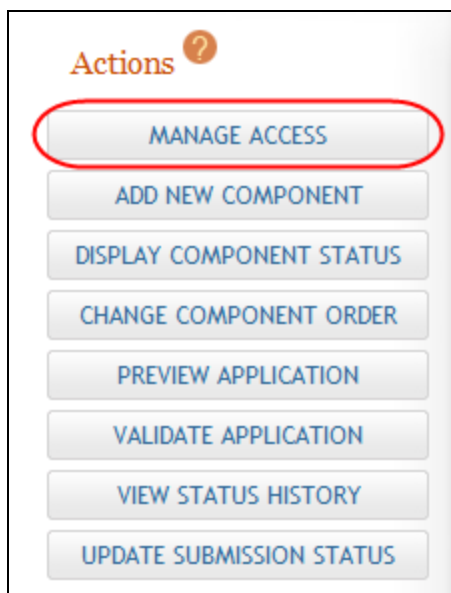 Actions ?
MANAGE ACCESS
ADD NEW COMPONENT
DISPLAY COMPONENT STATUS
CHANGE COMPONENT ORDER
PREVIEW APPLICATION
VALIDATE APPLICATION
VIEW STATUS HISTORY
UPDATE SUBMISSION STATUS